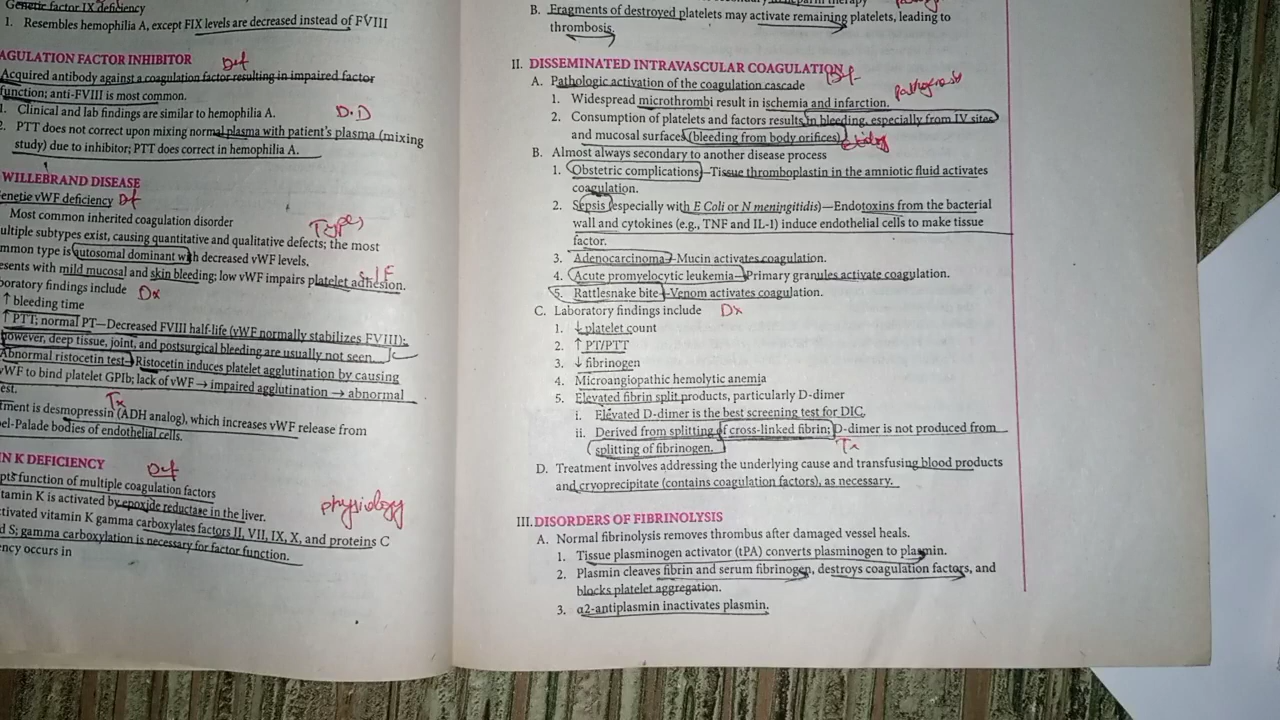 Genetic factor IX deficiency
1. Resembles hemophilia A, except FIX levels are decreased instead of FVIII
AGULATION FACTOR INHIBITOR
Def
Acquired antibody against a coagulation factor resulting in impaired factor
function; anti-FVIII is most common.
1. Clinical and lab findings are similar to hemophilia A.
D.D
2. PTT does not correct upon mixing normal plasma with patient's plasma (mixing
study) due to inhibitor; PTT does correct in hemophilia A.
WILLEBRAND DISEASE
enetic vWF deficiency
Def
Most common inherited coagulation disorder
Types
ultiple subtypes exist, causing quantitative and qualitative defects; the most
mmon type is autosomal dominant with decreased vWF levels.
esents with mild mucosal and skin bleeding; low vWF impairs platelet adhesion.
boratory findings include
Dx
↑ bleeding time
↑ PTT; normal PT—Decreased FVIII half-life (vWF normally stabilizes FVIII);
however, deep tissue, joint, and postsurgical bleeding are usually not seen.
Abnormal ristocetin test—Ristocetin induces platelet agglutination by causing
vWF to bind platelet GPIb; lack of vWF → impaired agglutination → abnormal
est.
Tx
tment is desmopressin (ADH analog), which increases vWF release from
el-Palade bodies of endothelial cells.
IN K DEFICIENCY
Def
pts function of multiple coagulation factors
tamin K is activated by epoxide reductase in the liver.
physiology
ctivated vitamin K gamma carboxylates factors II, VII, IX, X, and proteins C
d S; gamma carboxylation is necessary for factor function.
ency occurs in
B. Fragments of destroyed platelets may activate remaining platelets, leading to
thrombosis.
II. DISSEMINATED INTRAVASCULAR COAGULATION
Def
A. Pathologic activation of the coagulation cascade
pathogenesis
1. Widespread microthrombi result in ischemia and infarction.
2. Consumption of platelets and factors results in bleeding, especially from IV sites
and mucosal surfaces (bleeding from body orifices).
etiology
B. Almost always secondary to another disease process
1. Obstetric complications—Tissue thromboplastin in the amniotic fluid activates
coagulation.
2. Sepsis (especially with E Coli or N meningitidis)—Endotoxins from the bacterial
wall and cytokines (e.g., TNF and IL-1) induce endothelial cells to make tissue
factor.
3. Adenocarcinoma—Mucin activates coagulation.
4. Acute promyelocytic leukemia—Primary granules activate coagulation.
5. Rattlesnake bite—Venom activates coagulation.
C. Laboratory findings include
Dx
1. ↓ platelet count
2. ↑ PT/PTT
3. ↓ fibrinogen
4. Microangiopathic hemolytic anemia
5. Elevated fibrin split products, particularly D-dimer
i. Elevated D-dimer is the best screening test for DIC.
ii. Derived from splitting of cross-linked fibrin; D-dimer is not produced from
splitting of fibrinogen.
Tx
D. Treatment involves addressing the underlying cause and transfusing blood products
and cryoprecipitate (contains coagulation factors), as necessary.
III. DISORDERS OF FIBRINOLYSIS
A. Normal fibrinolysis removes thrombus after damaged vessel heals.
1. Tissue plasminogen activator (tPA) converts plasminogen to plasmin.
2. Plasmin cleaves fibrin and serum fibrinogen, destroys coagulation factors, and
blocks platelet aggregation.
3. α2-antiplasmin inactivates plasmin.